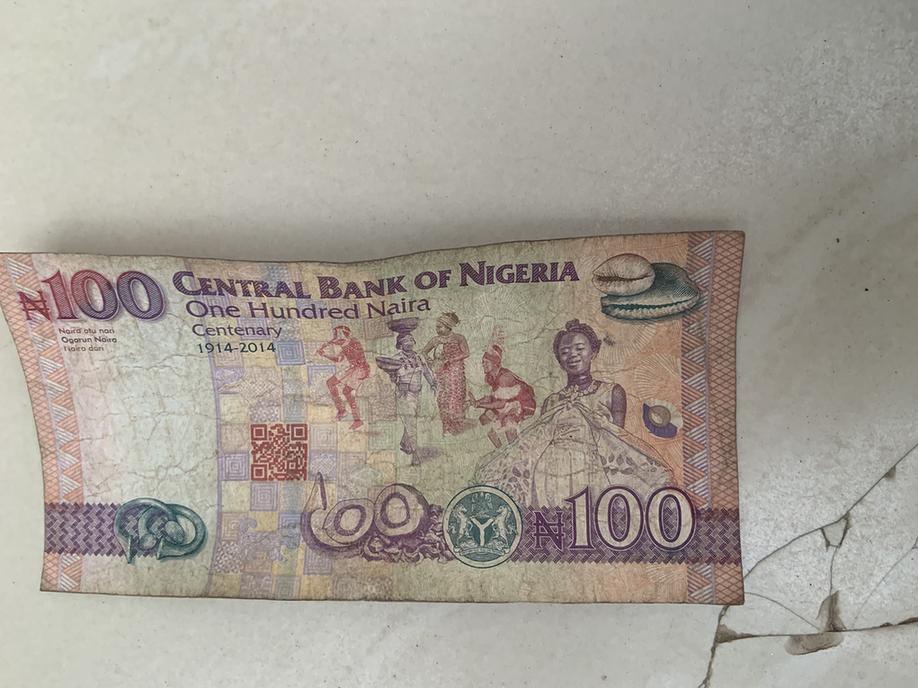 ₦100
CENTRAL BANK OF NIGERIA
One Hundred Naira
Centenary
1914-2014
Naira otu nari
Ogorun Naira
Naira dari
100
₦100